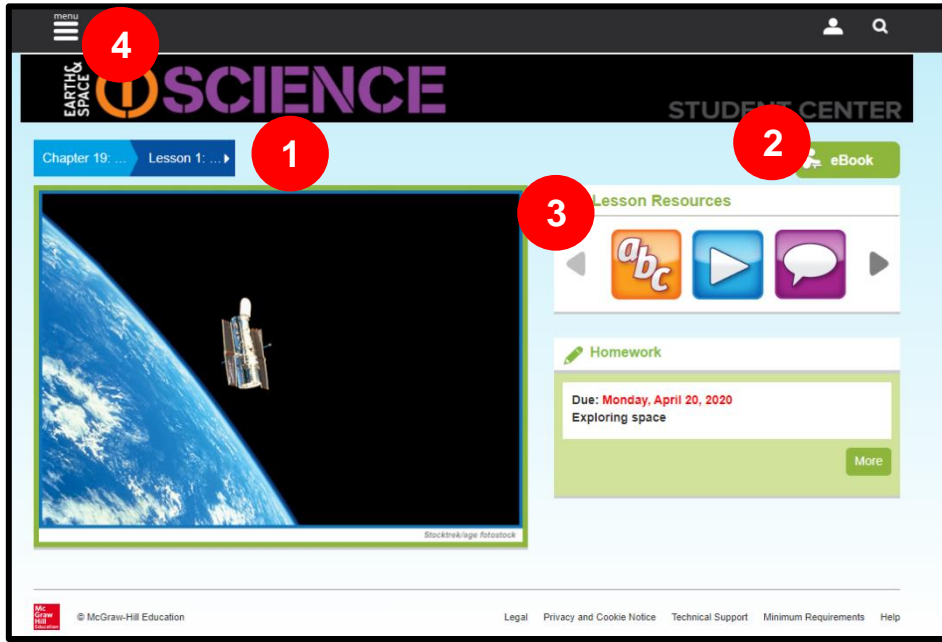 menu
4
EARTH&
SPACE
iSCIENCE
STUDENT CENTER
Chapter 19: ...
Lesson 1: ...
1
2
eBook
3
Lesson Resources
abc
Homework
Due: Monday, April 20, 2020
Exploring space
More
Stocktrek/age fotostock
Mc
Graw
Hill
Education
© McGraw-Hill Education
Legal
Privacy and Cookie Notice
Technical Support
Minimum Requirements
Help